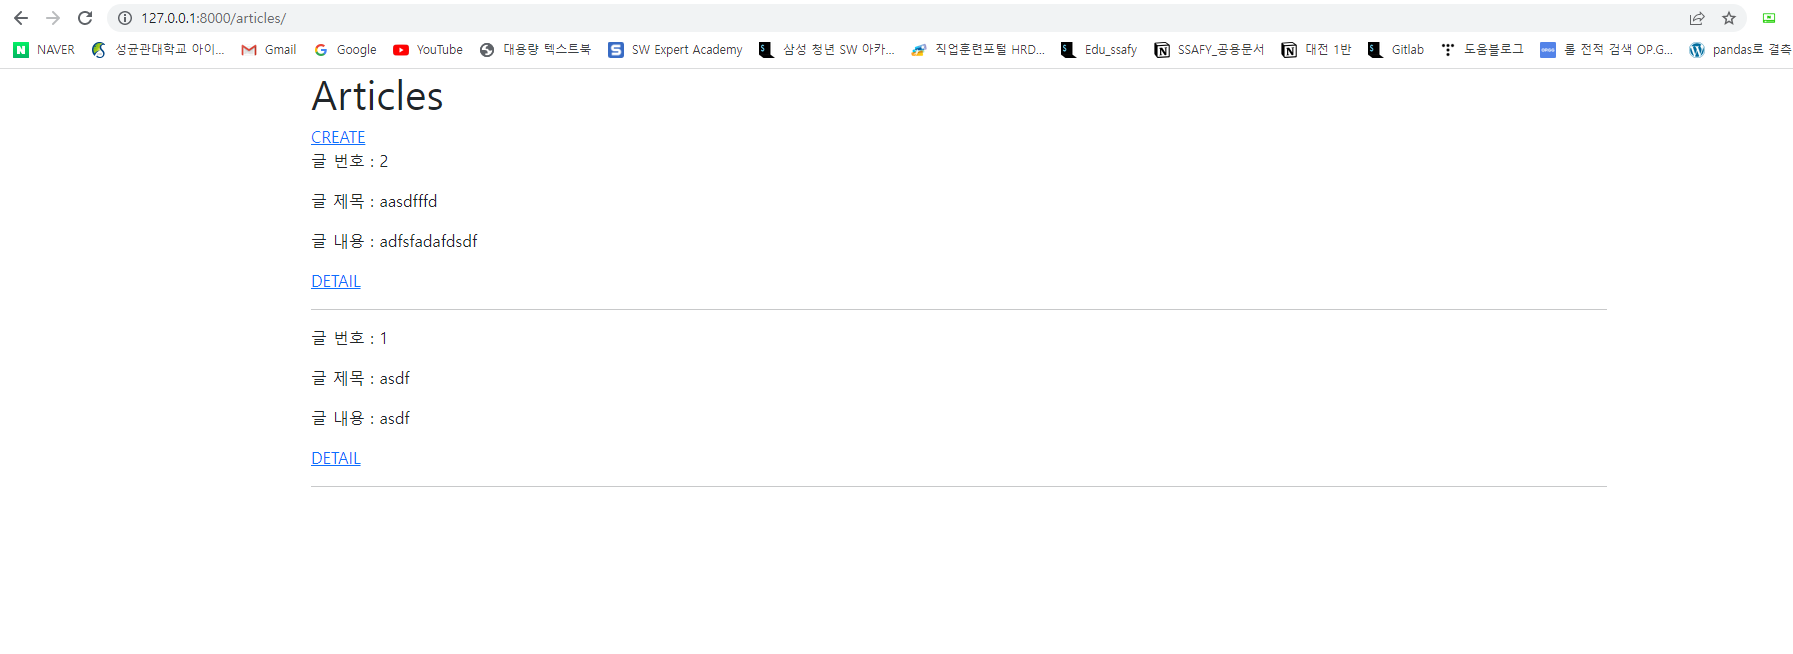 127.0.0.1:8000/articles/
NAVER 성균관대학교 아이... Gmail Google YouTube 대용량 텍스트북 SW Expert Academy 삼성 청년 SW 아카... 직업훈련포털 HRD... Edu_ssafy SSAFY_공용문서 대전 1반 Gitlab 도움블로그 롤 전적 검색 OP.G... pandas로 결측
Articles
CREATE
글 번호 : 2
글 제목 : aasdfffd
글 내용 : adfsfadafdsdf
DETAIL
글 번호 : 1
글 제목 : asdf
글 내용 : asdf
DETAIL